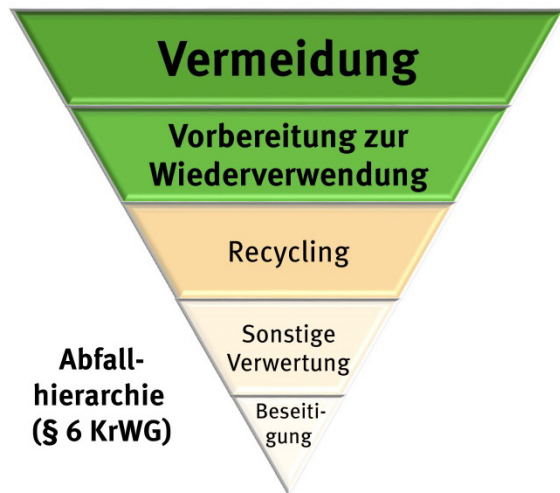 Vermeidung
Vorbereitung zur
Wiederverwendung
Recycling
Sonstige
Verwertung
Beseiti-
gung
Abfall-
hierarchie
(§ 6 KrWG)